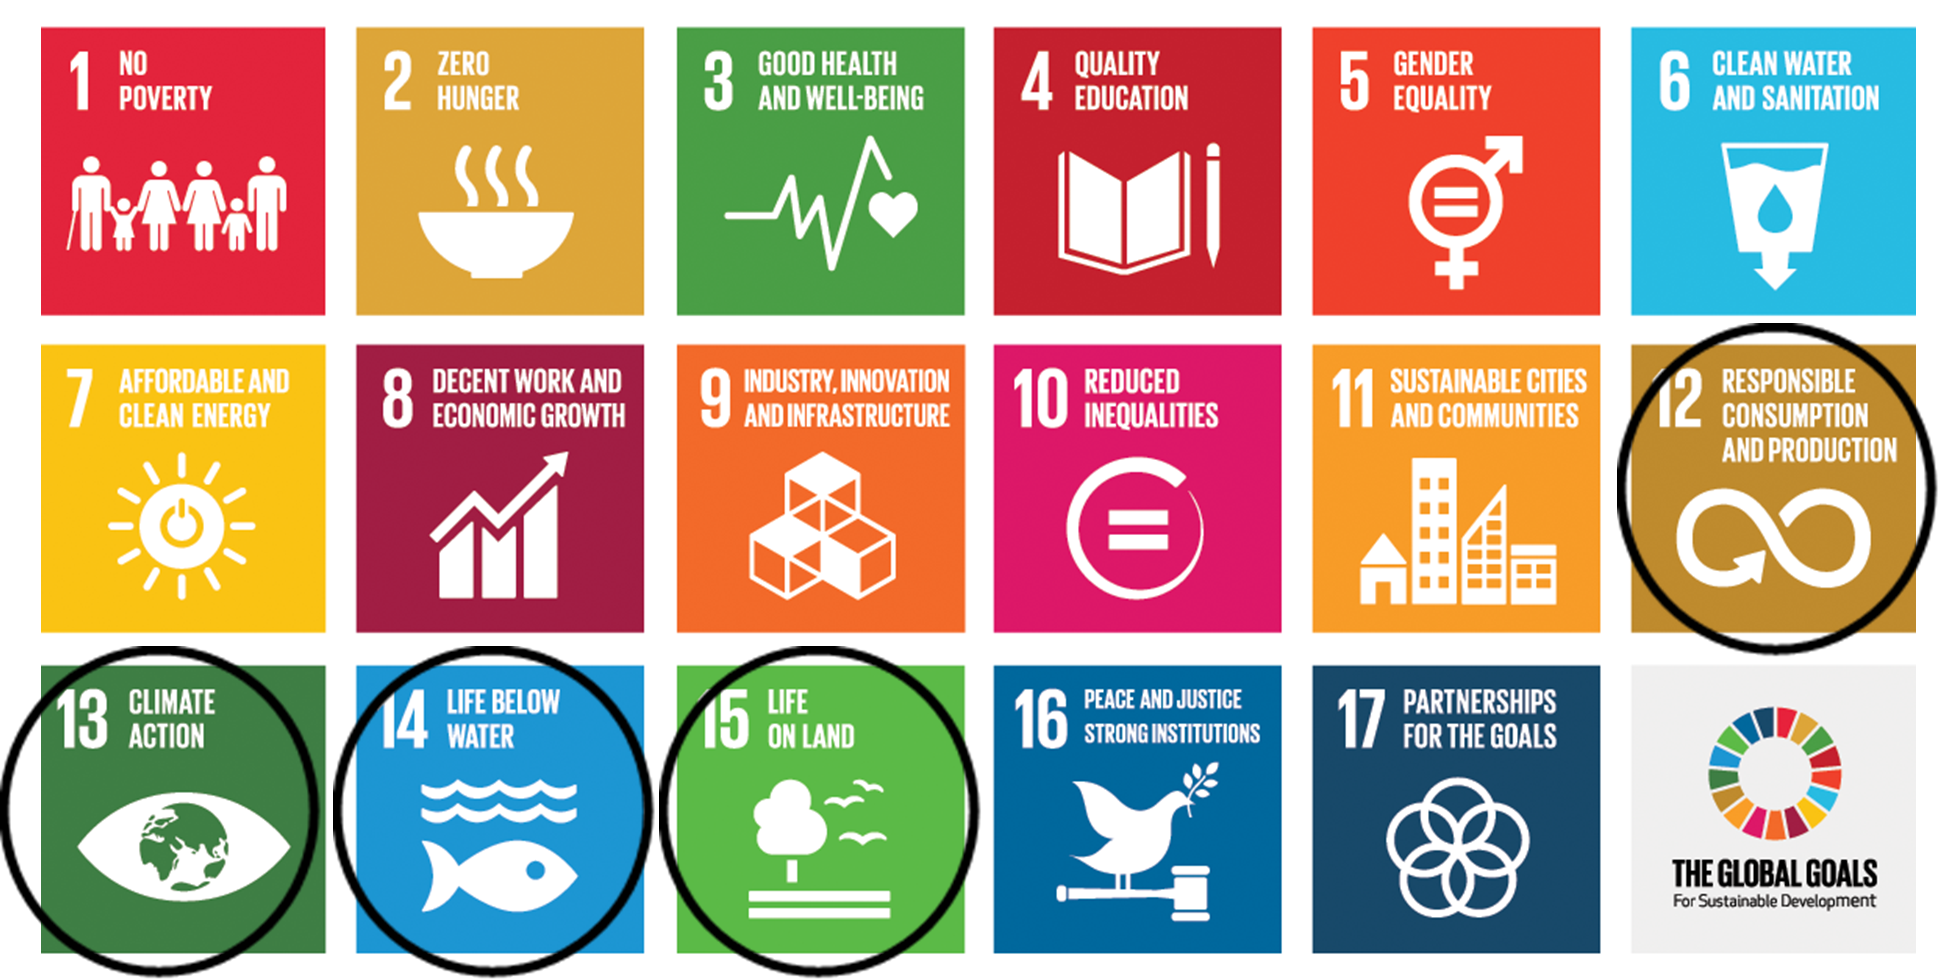 1 NO
POVERTY
2 ZERO
HUNGER
3 GOOD HEALTH
AND WELL-BEING
4 QUALITY
EDUCATION
5 GENDER
EQUALITY
6 CLEAN WATER
AND SANITATION
7 AFFORDABLE AND
CLEAN ENERGY
8 DECENT WORK AND
ECONOMIC GROWTH
9 INDUSTRY, INNOVATION
AND INFRASTRUCTURE
10 REDUCED
INEQUALITIES
11 SUSTAINABLE CITIES
AND COMMUNITIES
12 RESPONSIBLE
CONSUMPTION
AND PRODUCTION
13 CLIMATE
ACTION
14 LIFE BELOW
WATER
15 LIFE
ON LAND
16 PEACE AND JUSTICE
STRONG INSTITUTIONS
17 PARTNERSHIPS
FOR THE GOALS
THE GLOBAL GOALS
For Sustainable Development